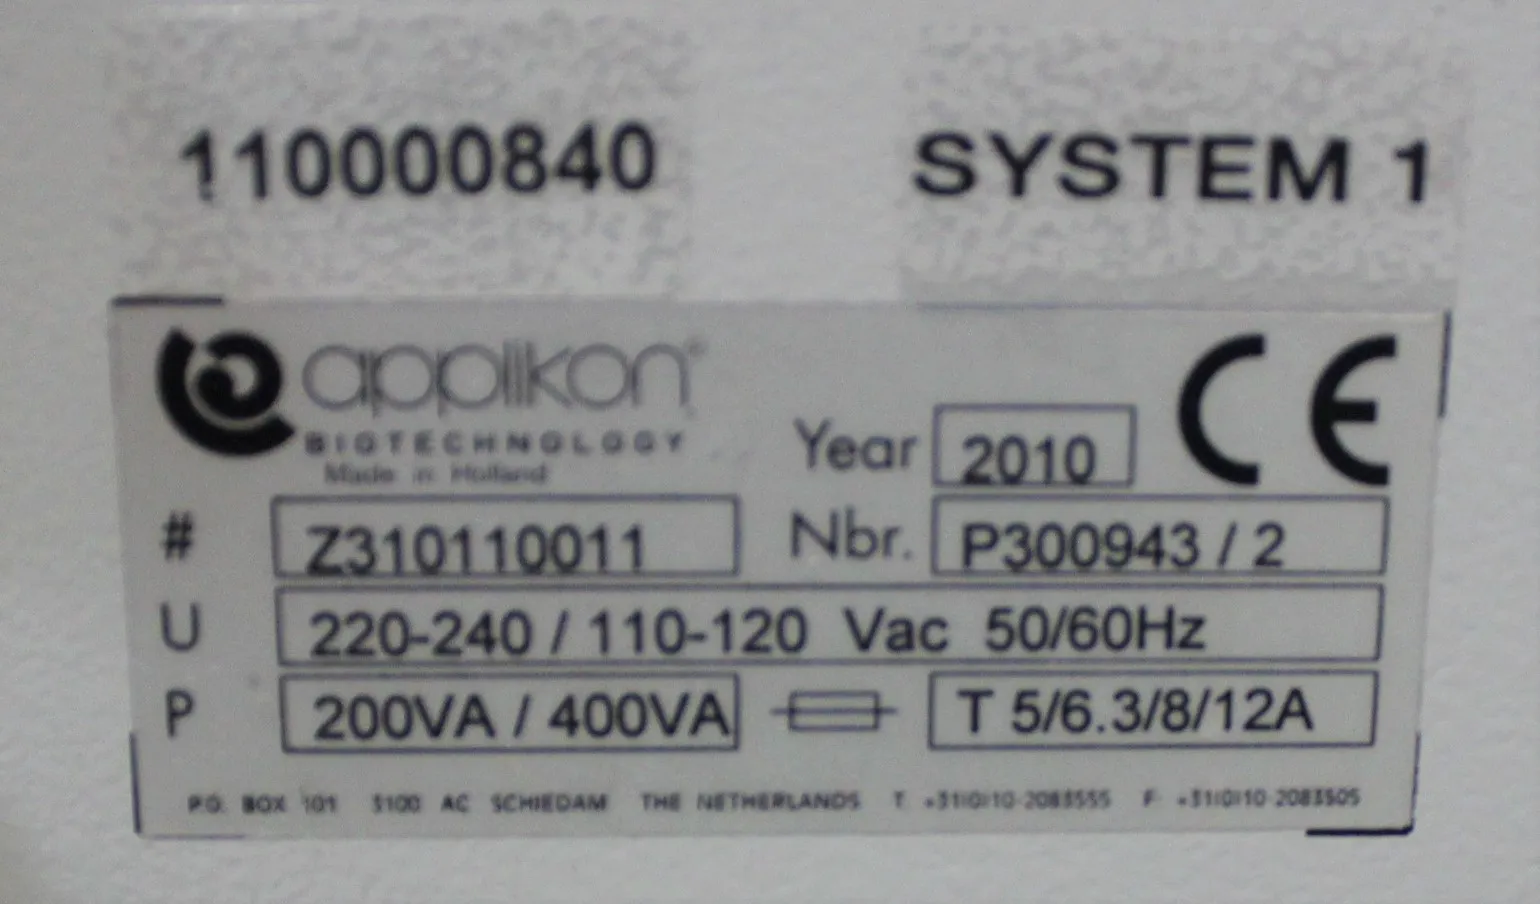 110000840 SYSTEM 1
applikon®
BIOTECHNOLOGY
Made in Holland
Year 2010 CE
# Z310110011 Nbr. P300943 / 2
U 220-240 / 110-120 Vac 50/60Hz
P 200VA / 400VA T 5/6.3/8/12A
P.O. BOX 101 3100 AC SCHIEDAM THE NETHERLANDS T +31(0)10-2083555 F +31(0)10-2083505